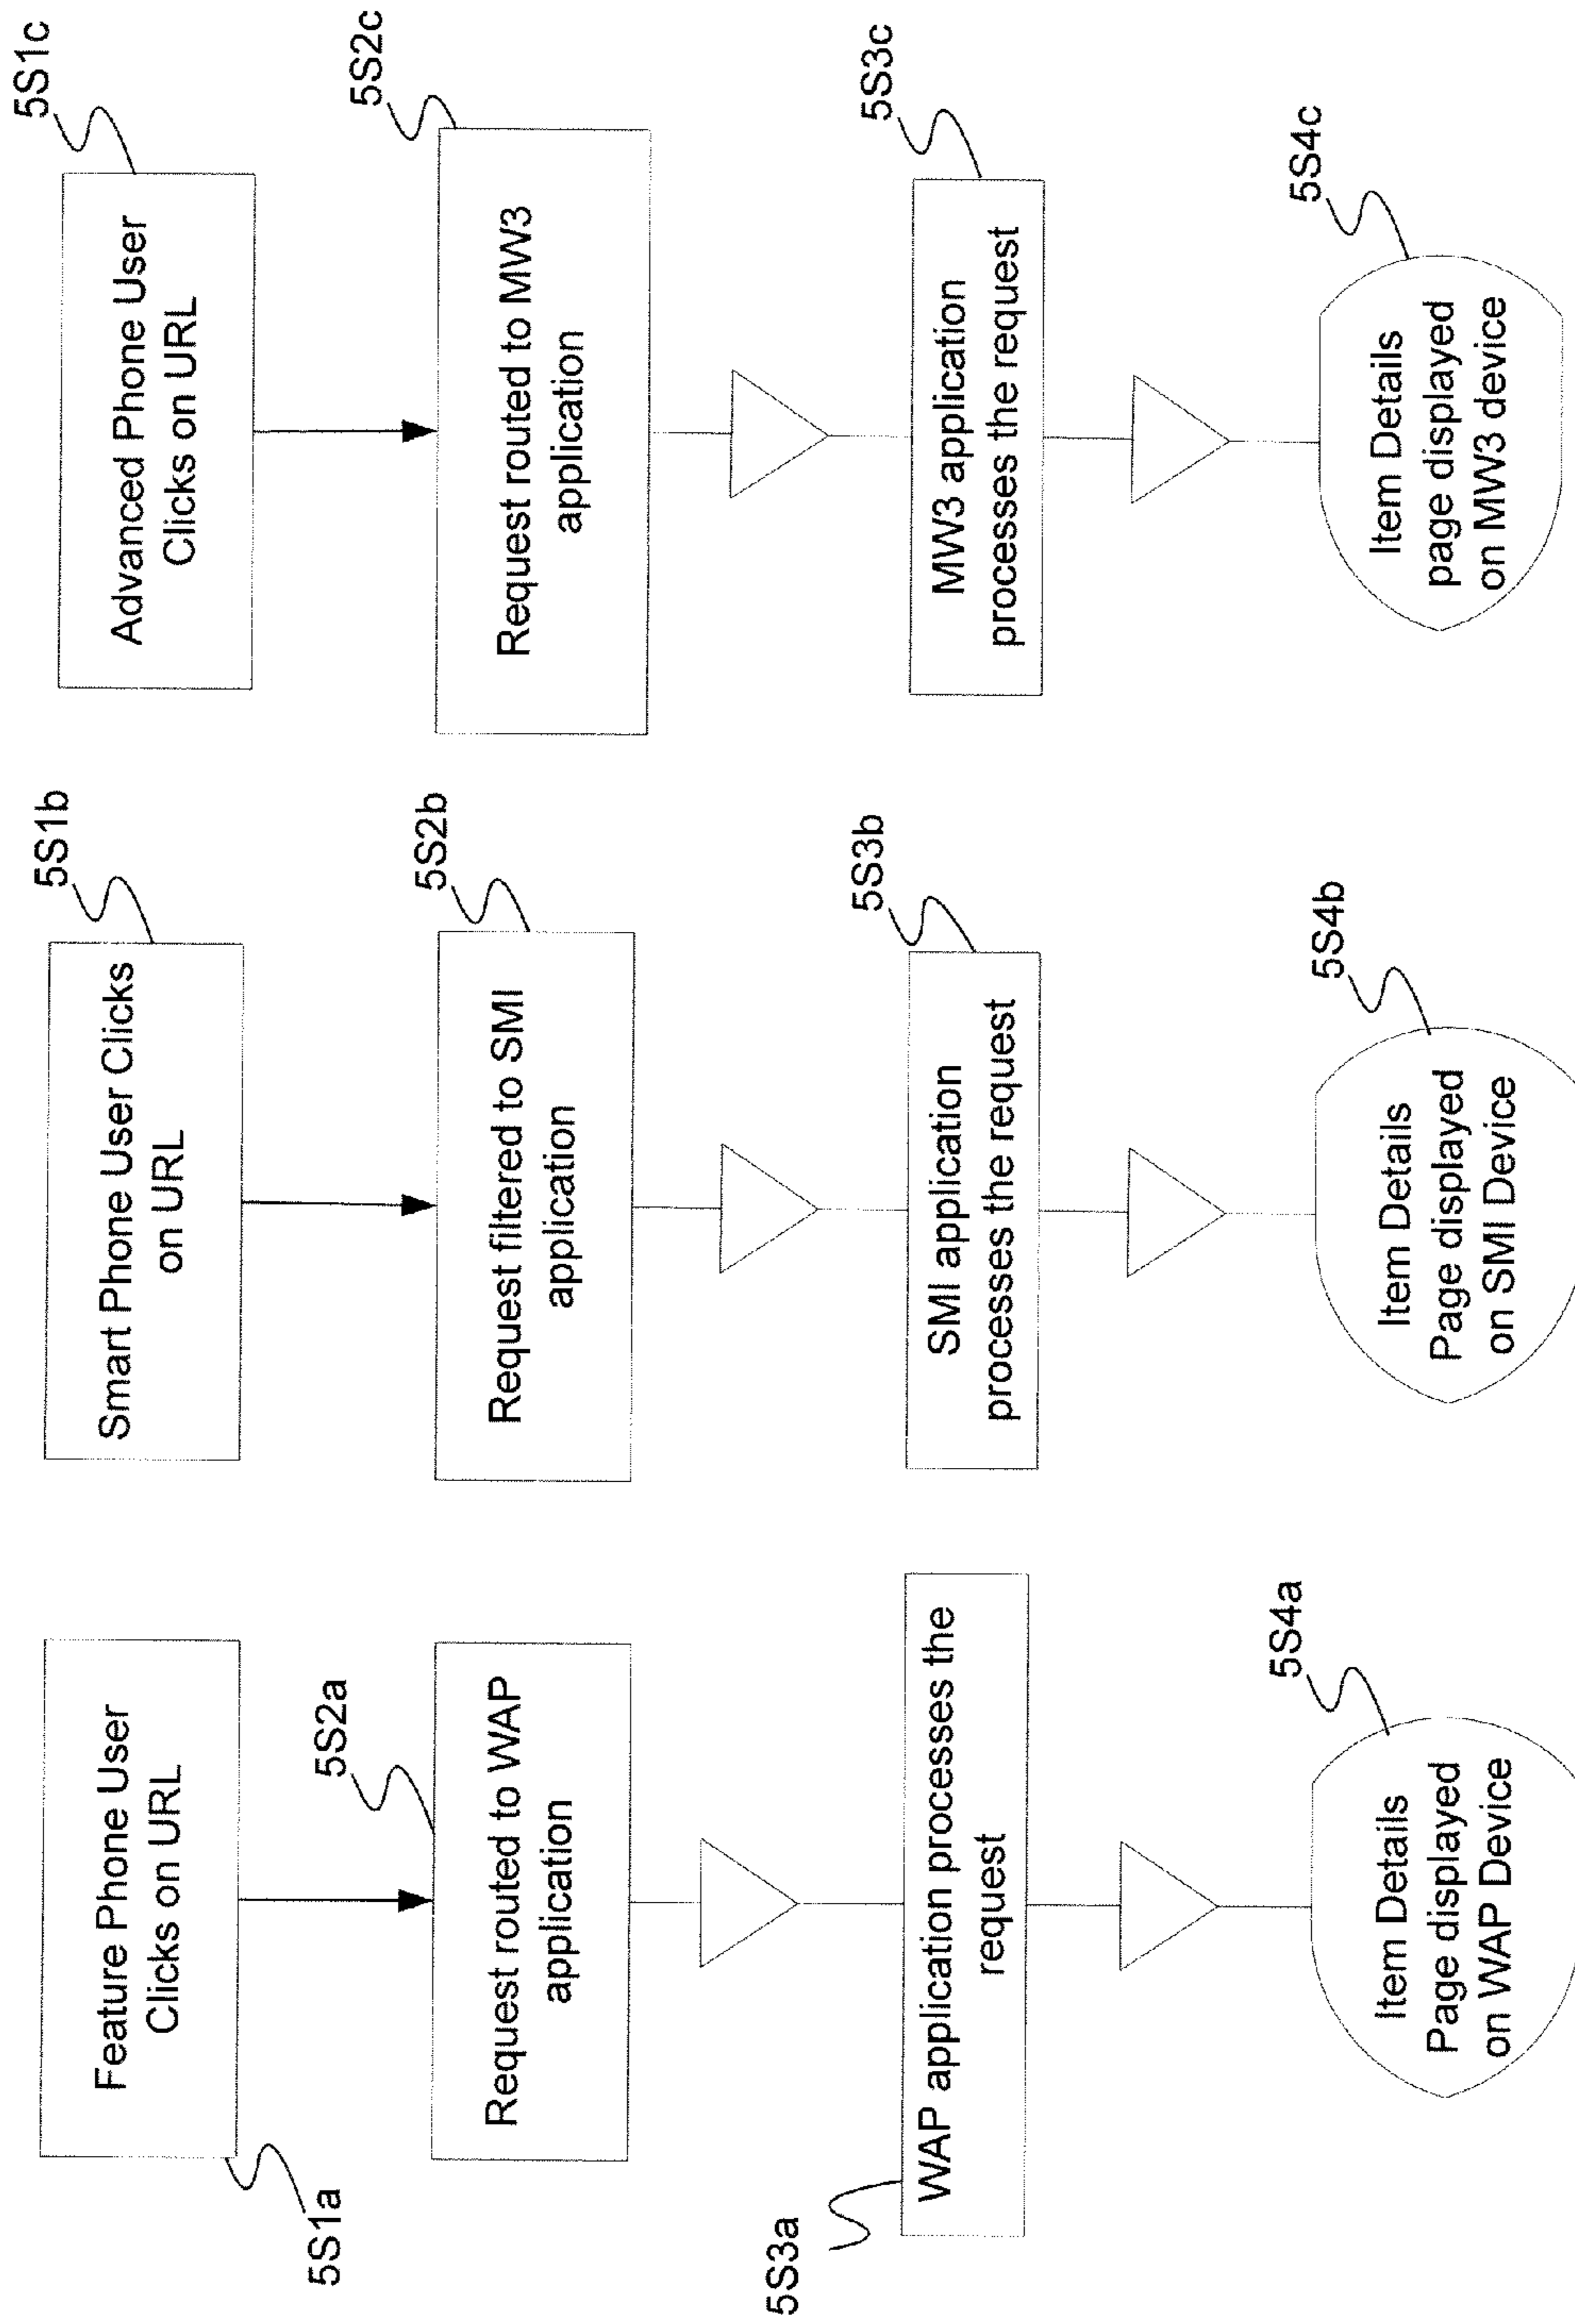 5S1a
Feature Phone User
Clicks on URL
5S2a
Request routed to WAP
application
5S3a
WAP application processes the
request
5S4a
Item Details
Page displayed
on WAP Device
5S1b
Smart Phone User Clicks
on URL
5S2b
Request filtered to SMI
application
5S3b
SMI application
processes the request
5S4b
Item Details
Page displayed
on SMI Device
5S1c
Advanced Phone User
Clicks on URL
5S2c
Request routed to MW3
application
5S3c
MW3 application
processes the request
5S4c
Item Details
page displayed
on MW3 device